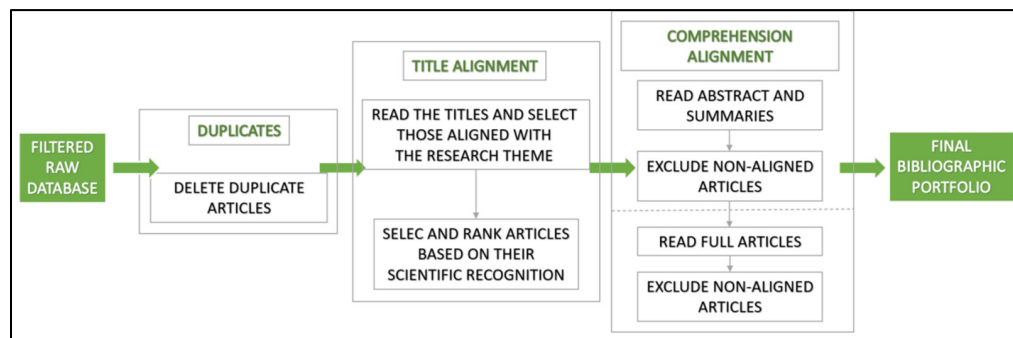 FILTERED
RAW
DATABASE
DUPLICATES
DELETE DUPLICATE
ARTICLES
TITLE ALIGNMENT
READ THE TITLES AND SELECT
THOSE ALIGNED WITH
THE RESEARCH THEME
SELEC AND RANK ARTICLES
BASED ON THEIR
SCIENTIFIC RECOGNITION
COMPREHENSION
ALIGNMENT
READ ABSTRACT AND
SUMMARIES
EXCLUDE NON-ALIGNED
ARTICLES
READ FULL ARTICLES
EXCLUDE NON-ALIGNED
ARTICLES
FINAL
BIBLIOGRAPHIC
PORTFOLIO